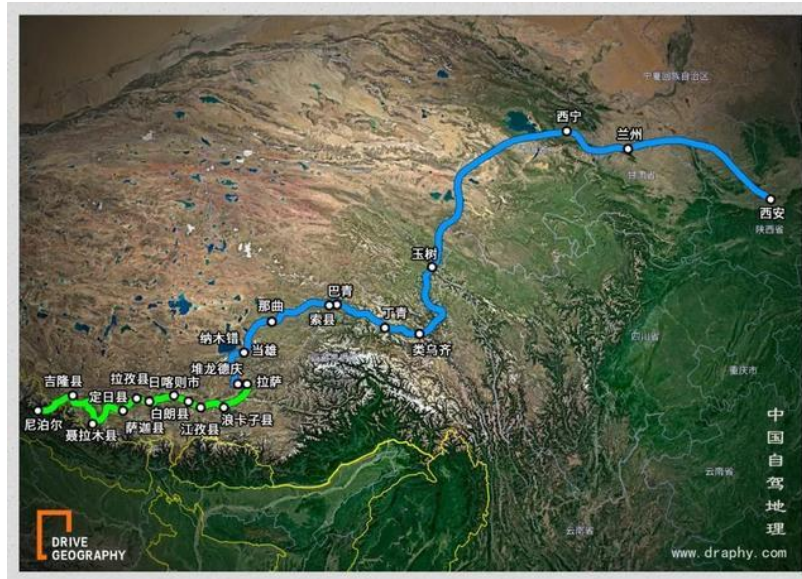 宁夏回族自治区
西宁
兰州
甘肃省
西安
陕西省
玉树
巴青
那曲
索县
丁青
纳木错
当雄
类乌齐
四川省
堆龙德庆
拉萨
重庆市
吉隆县
拉孜县
日喀则市
定日县
尼泊尔
白朗县
浪卡子县
聂拉木县
萨迦县
江孜县
云南省
云南省
中国自驾地理
DRIVE
GEOGRAPHY
www.draphy.com